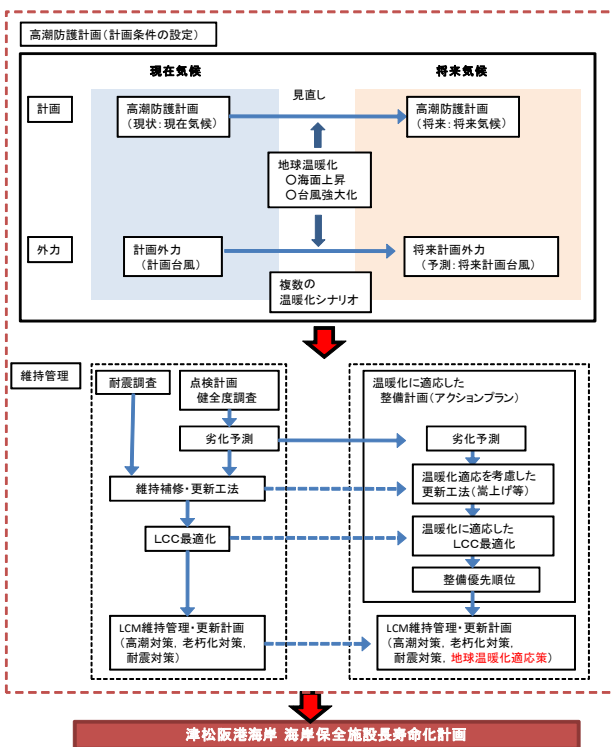 高潮防護計画(計画条件の設定)
現在気候
将来気候
計画
高潮防護計画
(現状：現在気候)
見直し
高潮防護計画
(将来：将来気候)
地球温暖化
○海面上昇
○台風強大化
外力
計画外力
(計画台風)
将来計画外力
(予測：将来計画台風)
複数の
温暖化シナリオ
維持管理
耐震調査
点検計画
健全度調査
劣化予測
維持補修・更新工法
LCC最適化
LCM維持管理・更新計画
(高潮対策，老朽化対策，
耐震対策)
温暖化に適応した
整備計画(アクションプラン)
劣化予測
温暖化適応を考慮した
更新工法(嵩上げ等)
温暖化に適応した
LCC最適化
整備優先順位
LCM維持管理・更新計画
(高潮対策，老朽化対策，
耐震対策，地球温暖化適応策)
津松阪港海岸 海岸保全施設長寿命化計画